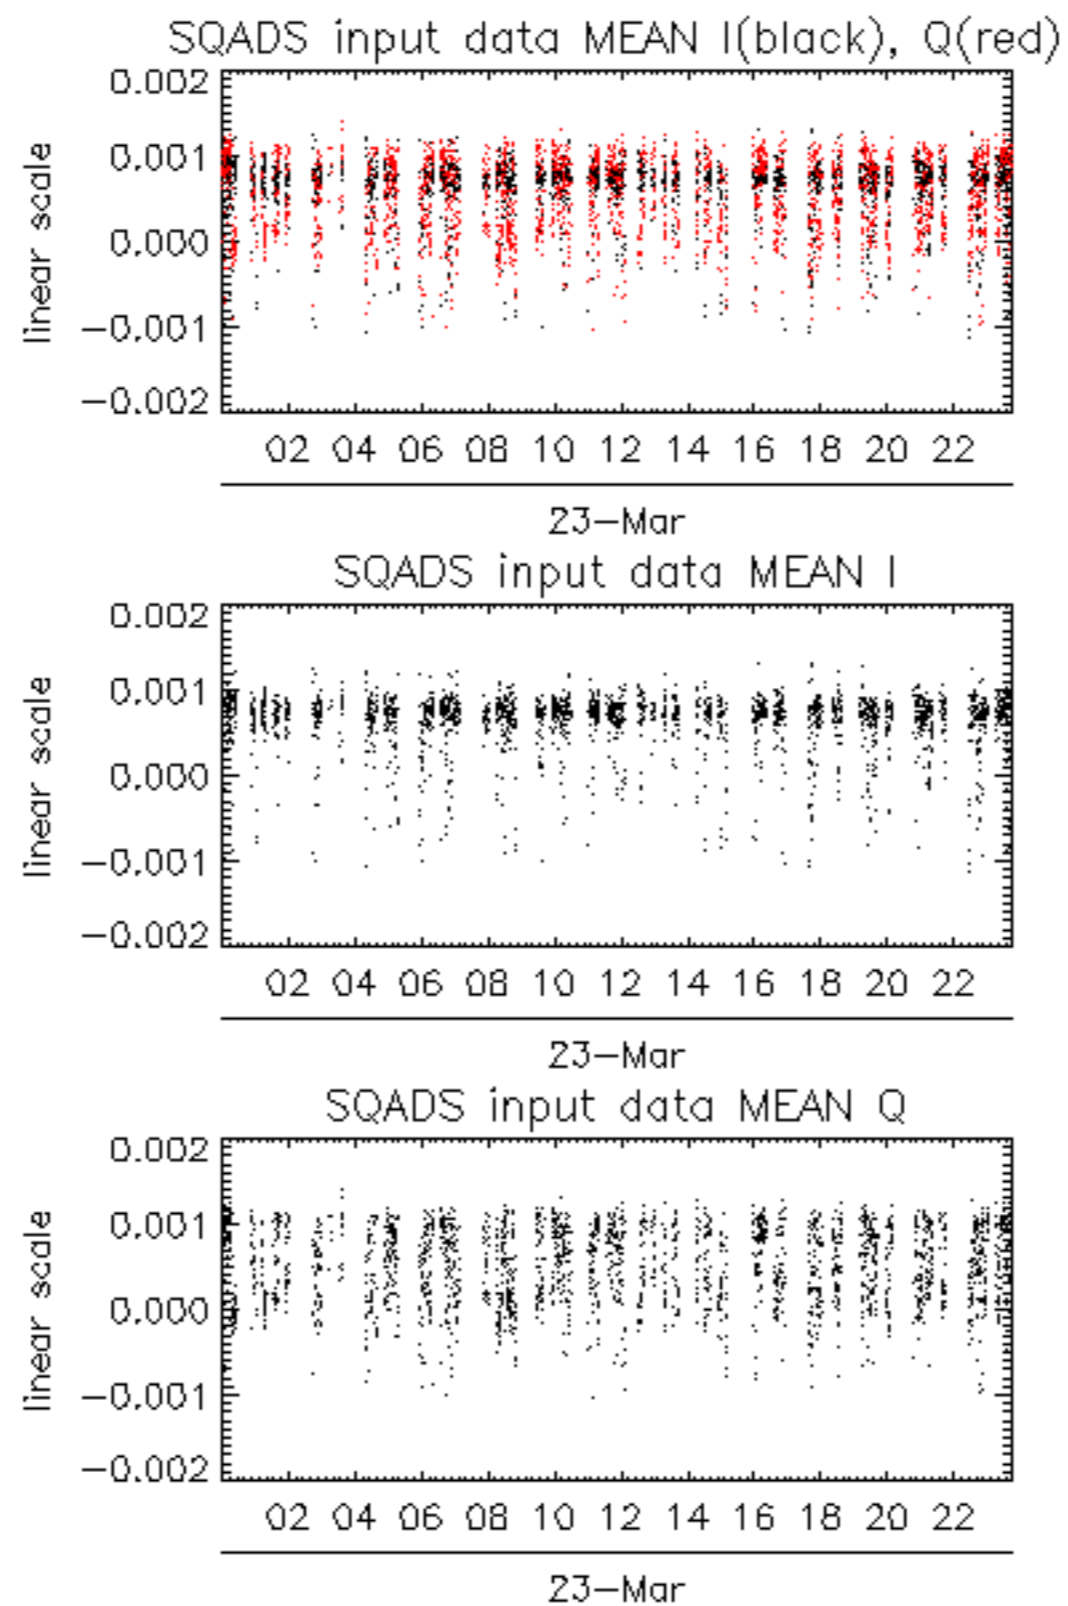 SQADS input data MEAN I(black), Q(red)
0.002
0.001
0.000
−0.001
−0.002
linear scale
02 04 06 08 10 12 14 16 18 20 22
23−Mar
SQADS input data MEAN I
0.002
0.001
0.000
−0.001
−0.002
linear scale
02 04 06 08 10 12 14 16 18 20 22
23−Mar
SQADS input data MEAN Q
0.002
0.001
0.000
−0.001
−0.002
linear scale
02 04 06 08 10 12 14 16 18 20 22
23−Mar